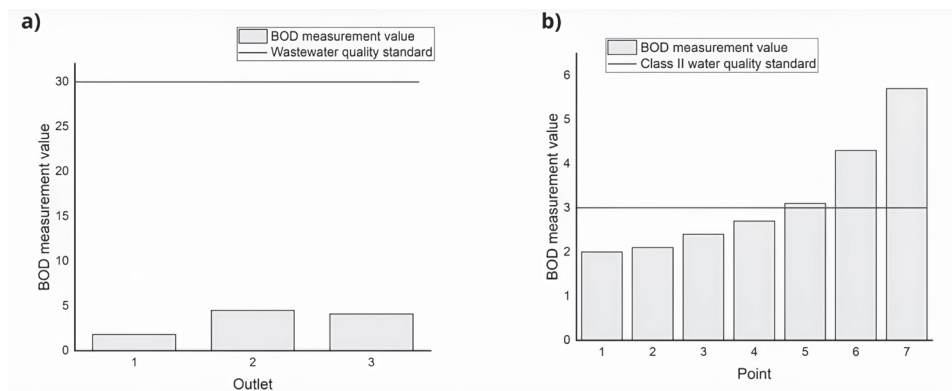 a)
BOD measurement value
Wastewater quality standard
30
25
20
15
10
5
0
BOD measurement value
1 2 3
Outlet
b)
BOD measurement value
Class II water quality standard
6
5
4
3
2
1
0
BOD measurement value
1 2 3 4 5 6 7
Point